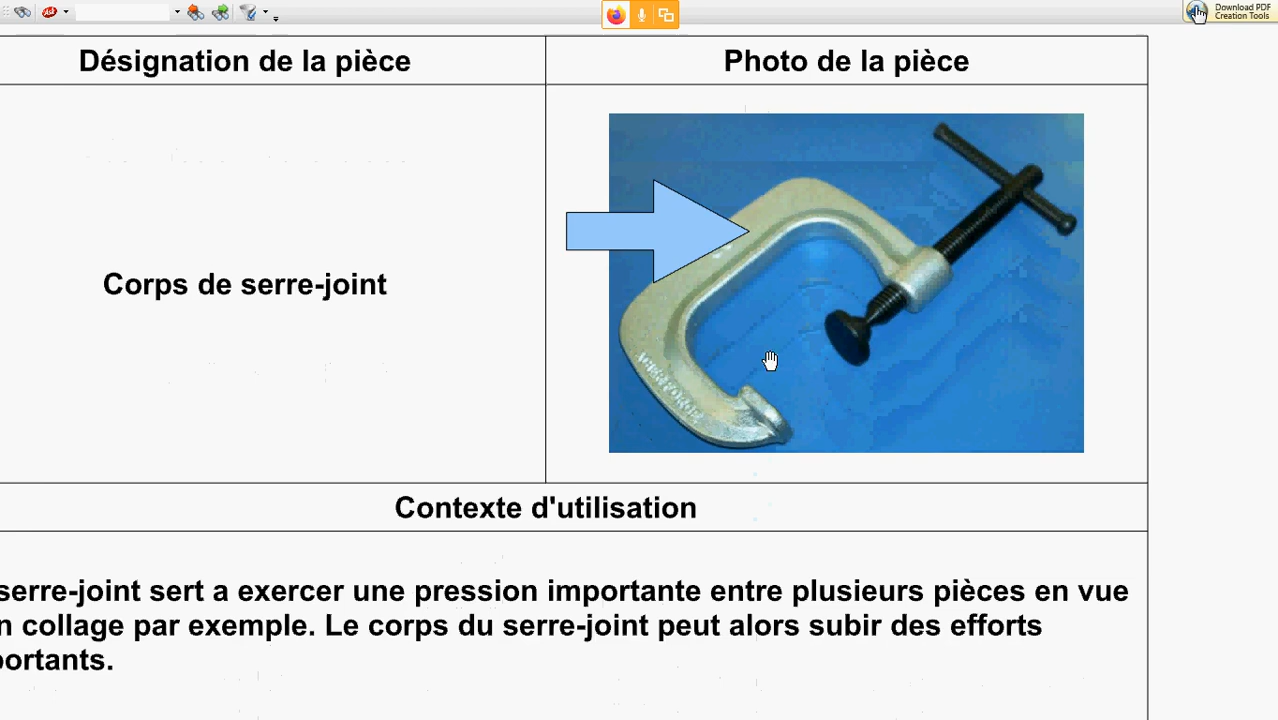 Download PDF
Creation Tools
Désignation de la pièce
Photo de la pièce
Corps de serre-joint
Contexte d'utilisation
serre-joint sert a exercer une pression importante entre plusieurs pièces en vue
n collage par exemple. Le corps du serre-joint peut alors subir des efforts
portants.